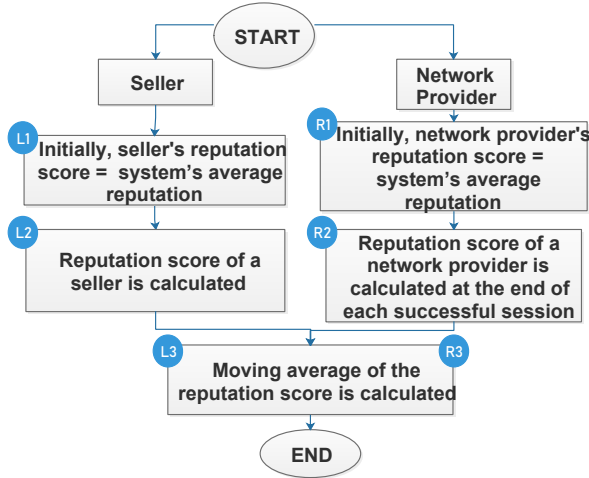 START
Seller
Network
Provider
L1
Initially, seller's reputation
score =  system's average
reputation
R1
Initially, network provider's
reputation score =
system's average
reputation
L2
Reputation score of a
seller is calculated
R2
Reputation score of a
network provider is
calculated at the end of
each successful session
L3
R3
Moving average of the
reputation score is calculated
END